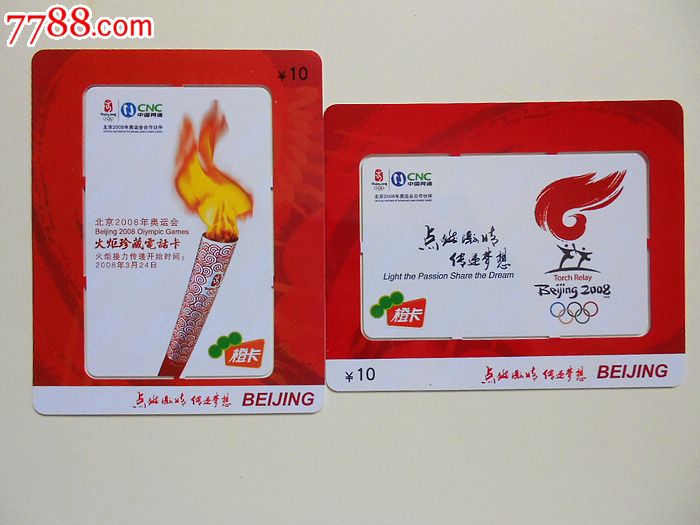 7788.com
¥10
Beijing 2008
CNC
中国网通
北京2008年奥运会合作伙伴
北京2008年奥运会
Beijing 2008 Olympic Games
火炬珍藏電话卡
火炬接力传递开始时间:
2008年3月24日
橙卡
点燃激情 传递梦想 BEIJING
Beijing 2008
CNC
中国网通
北京2008年奥运会合作伙伴
点燃激情
传递梦想
Light the Passion Share the Dream
Torch Relay
Beijing 2008
橙卡
¥10
点燃激情 传递梦想 BEIJING